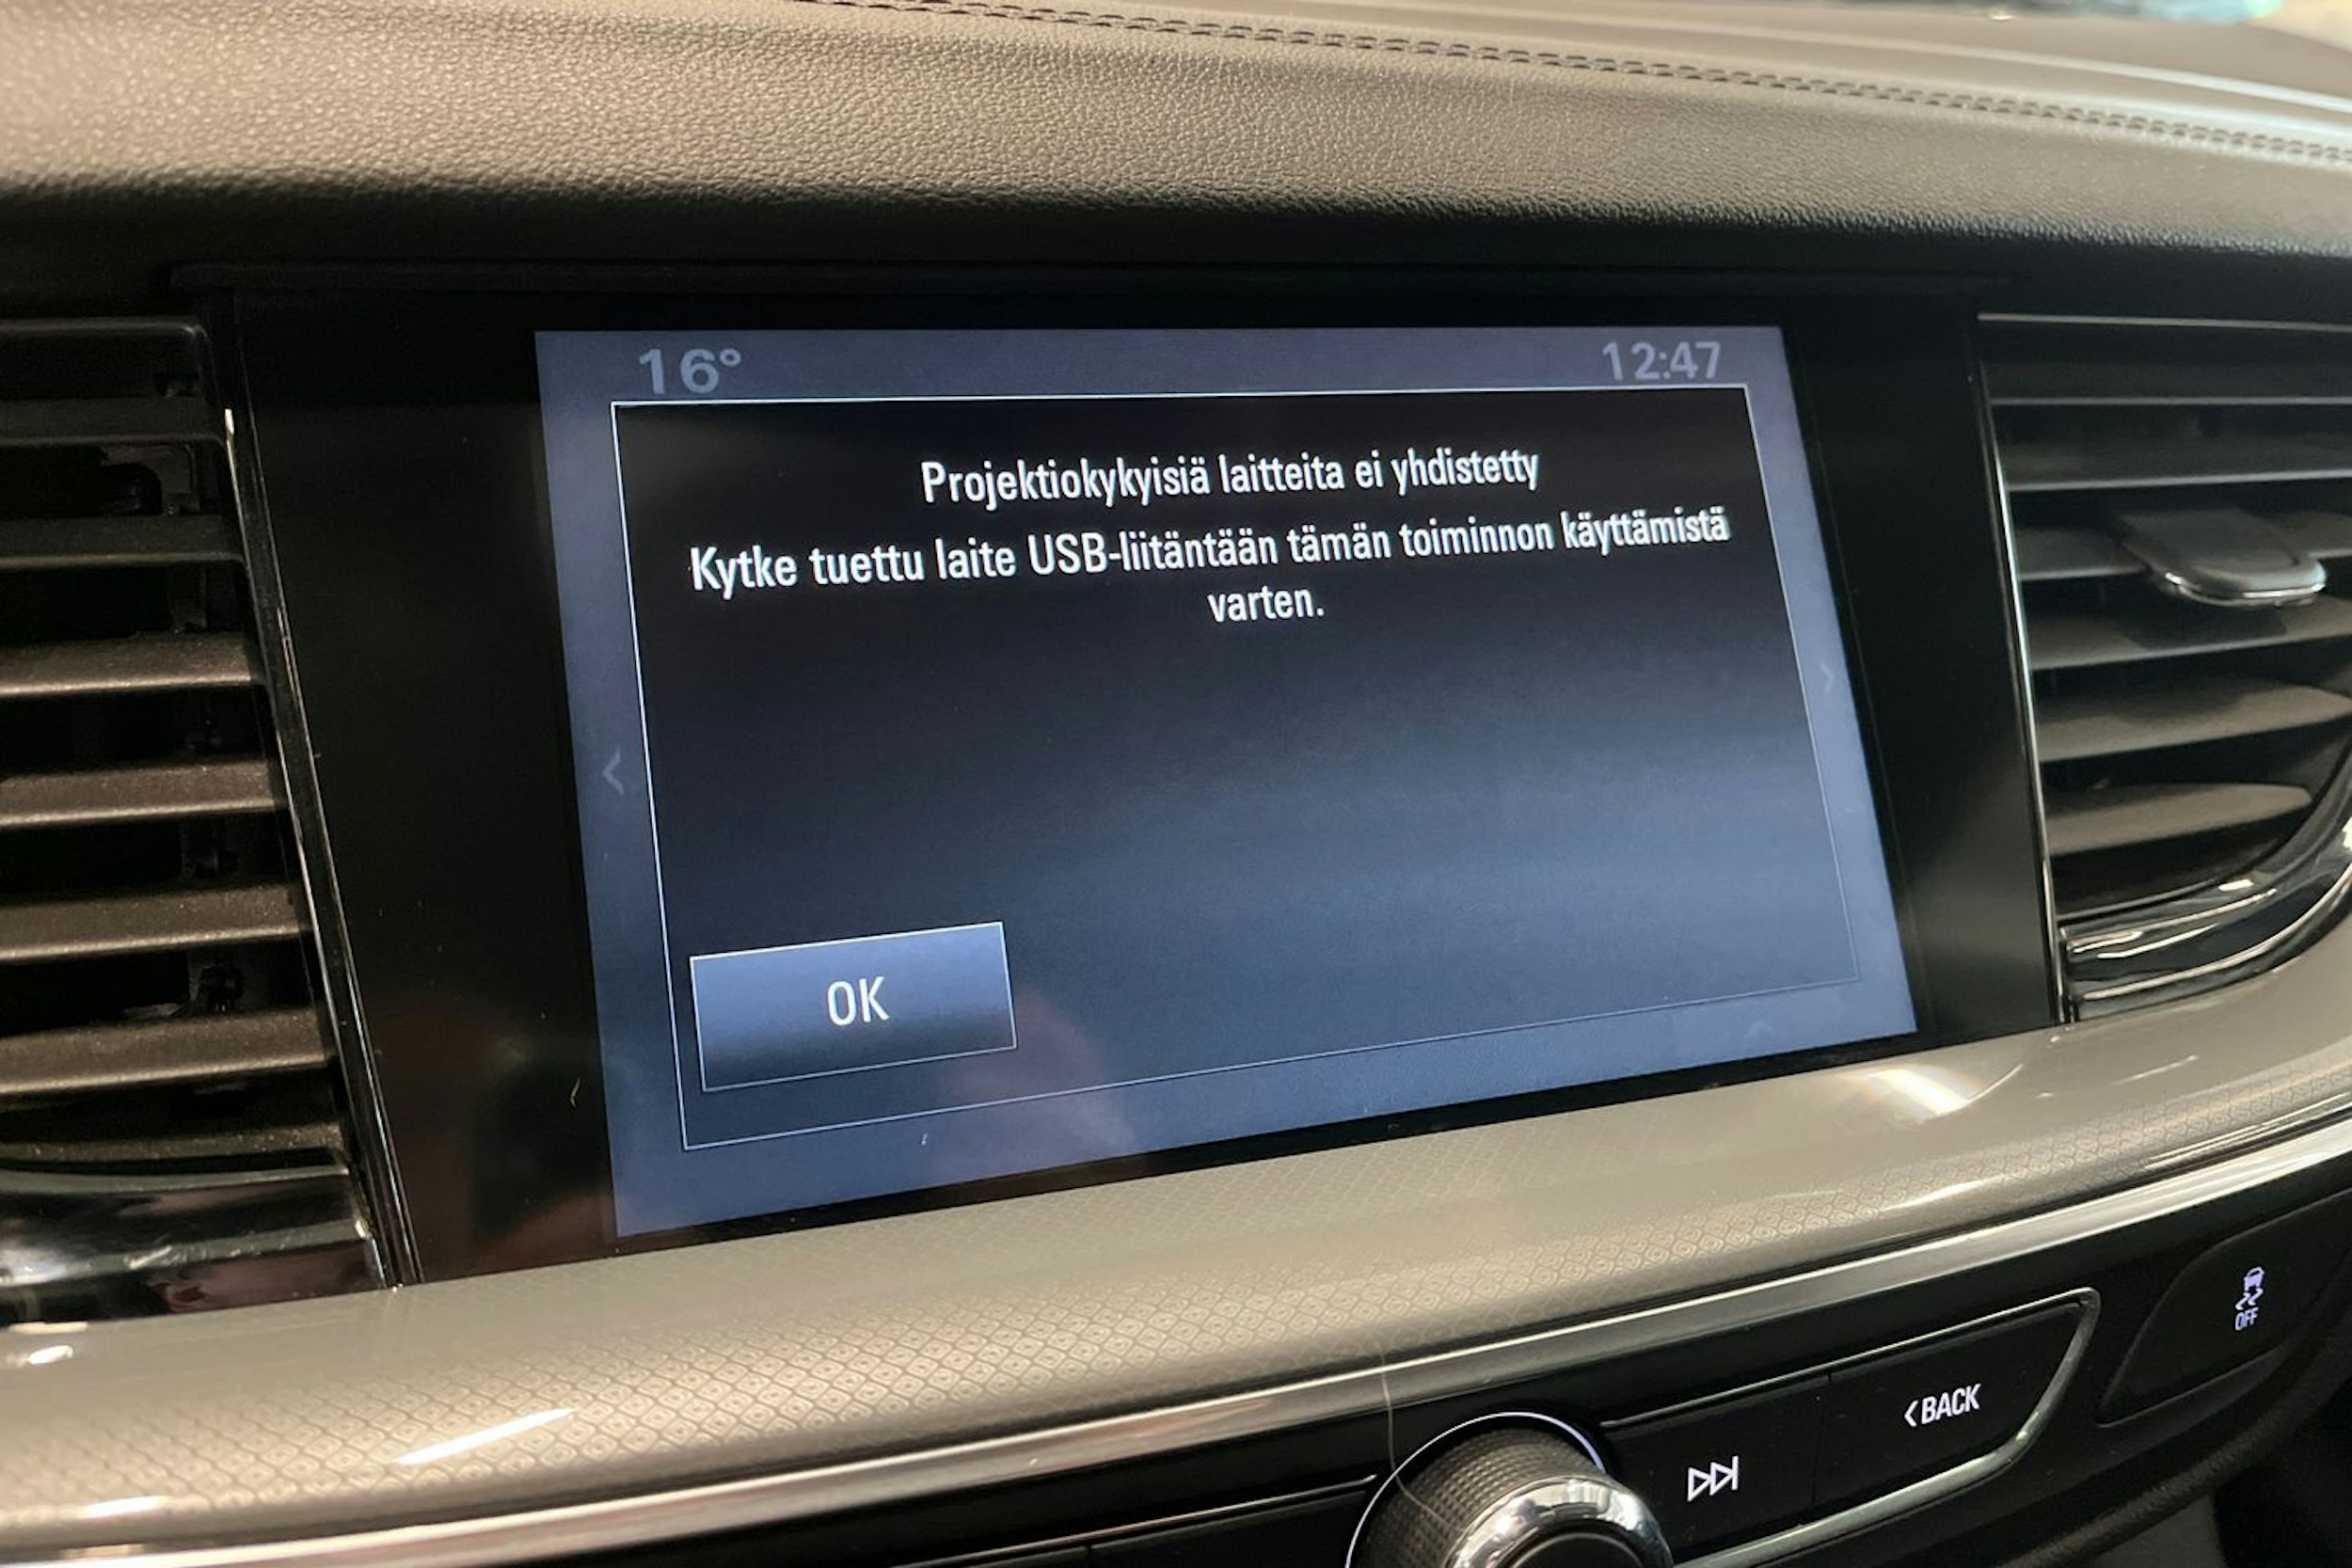 16°
12:47
Projektiokykyisiä laitteita ei yhdistetty
Kytke tuettu laite USB-liitäntään tämän toiminnon käyttämistä
varten.
OK
OFF
BACK